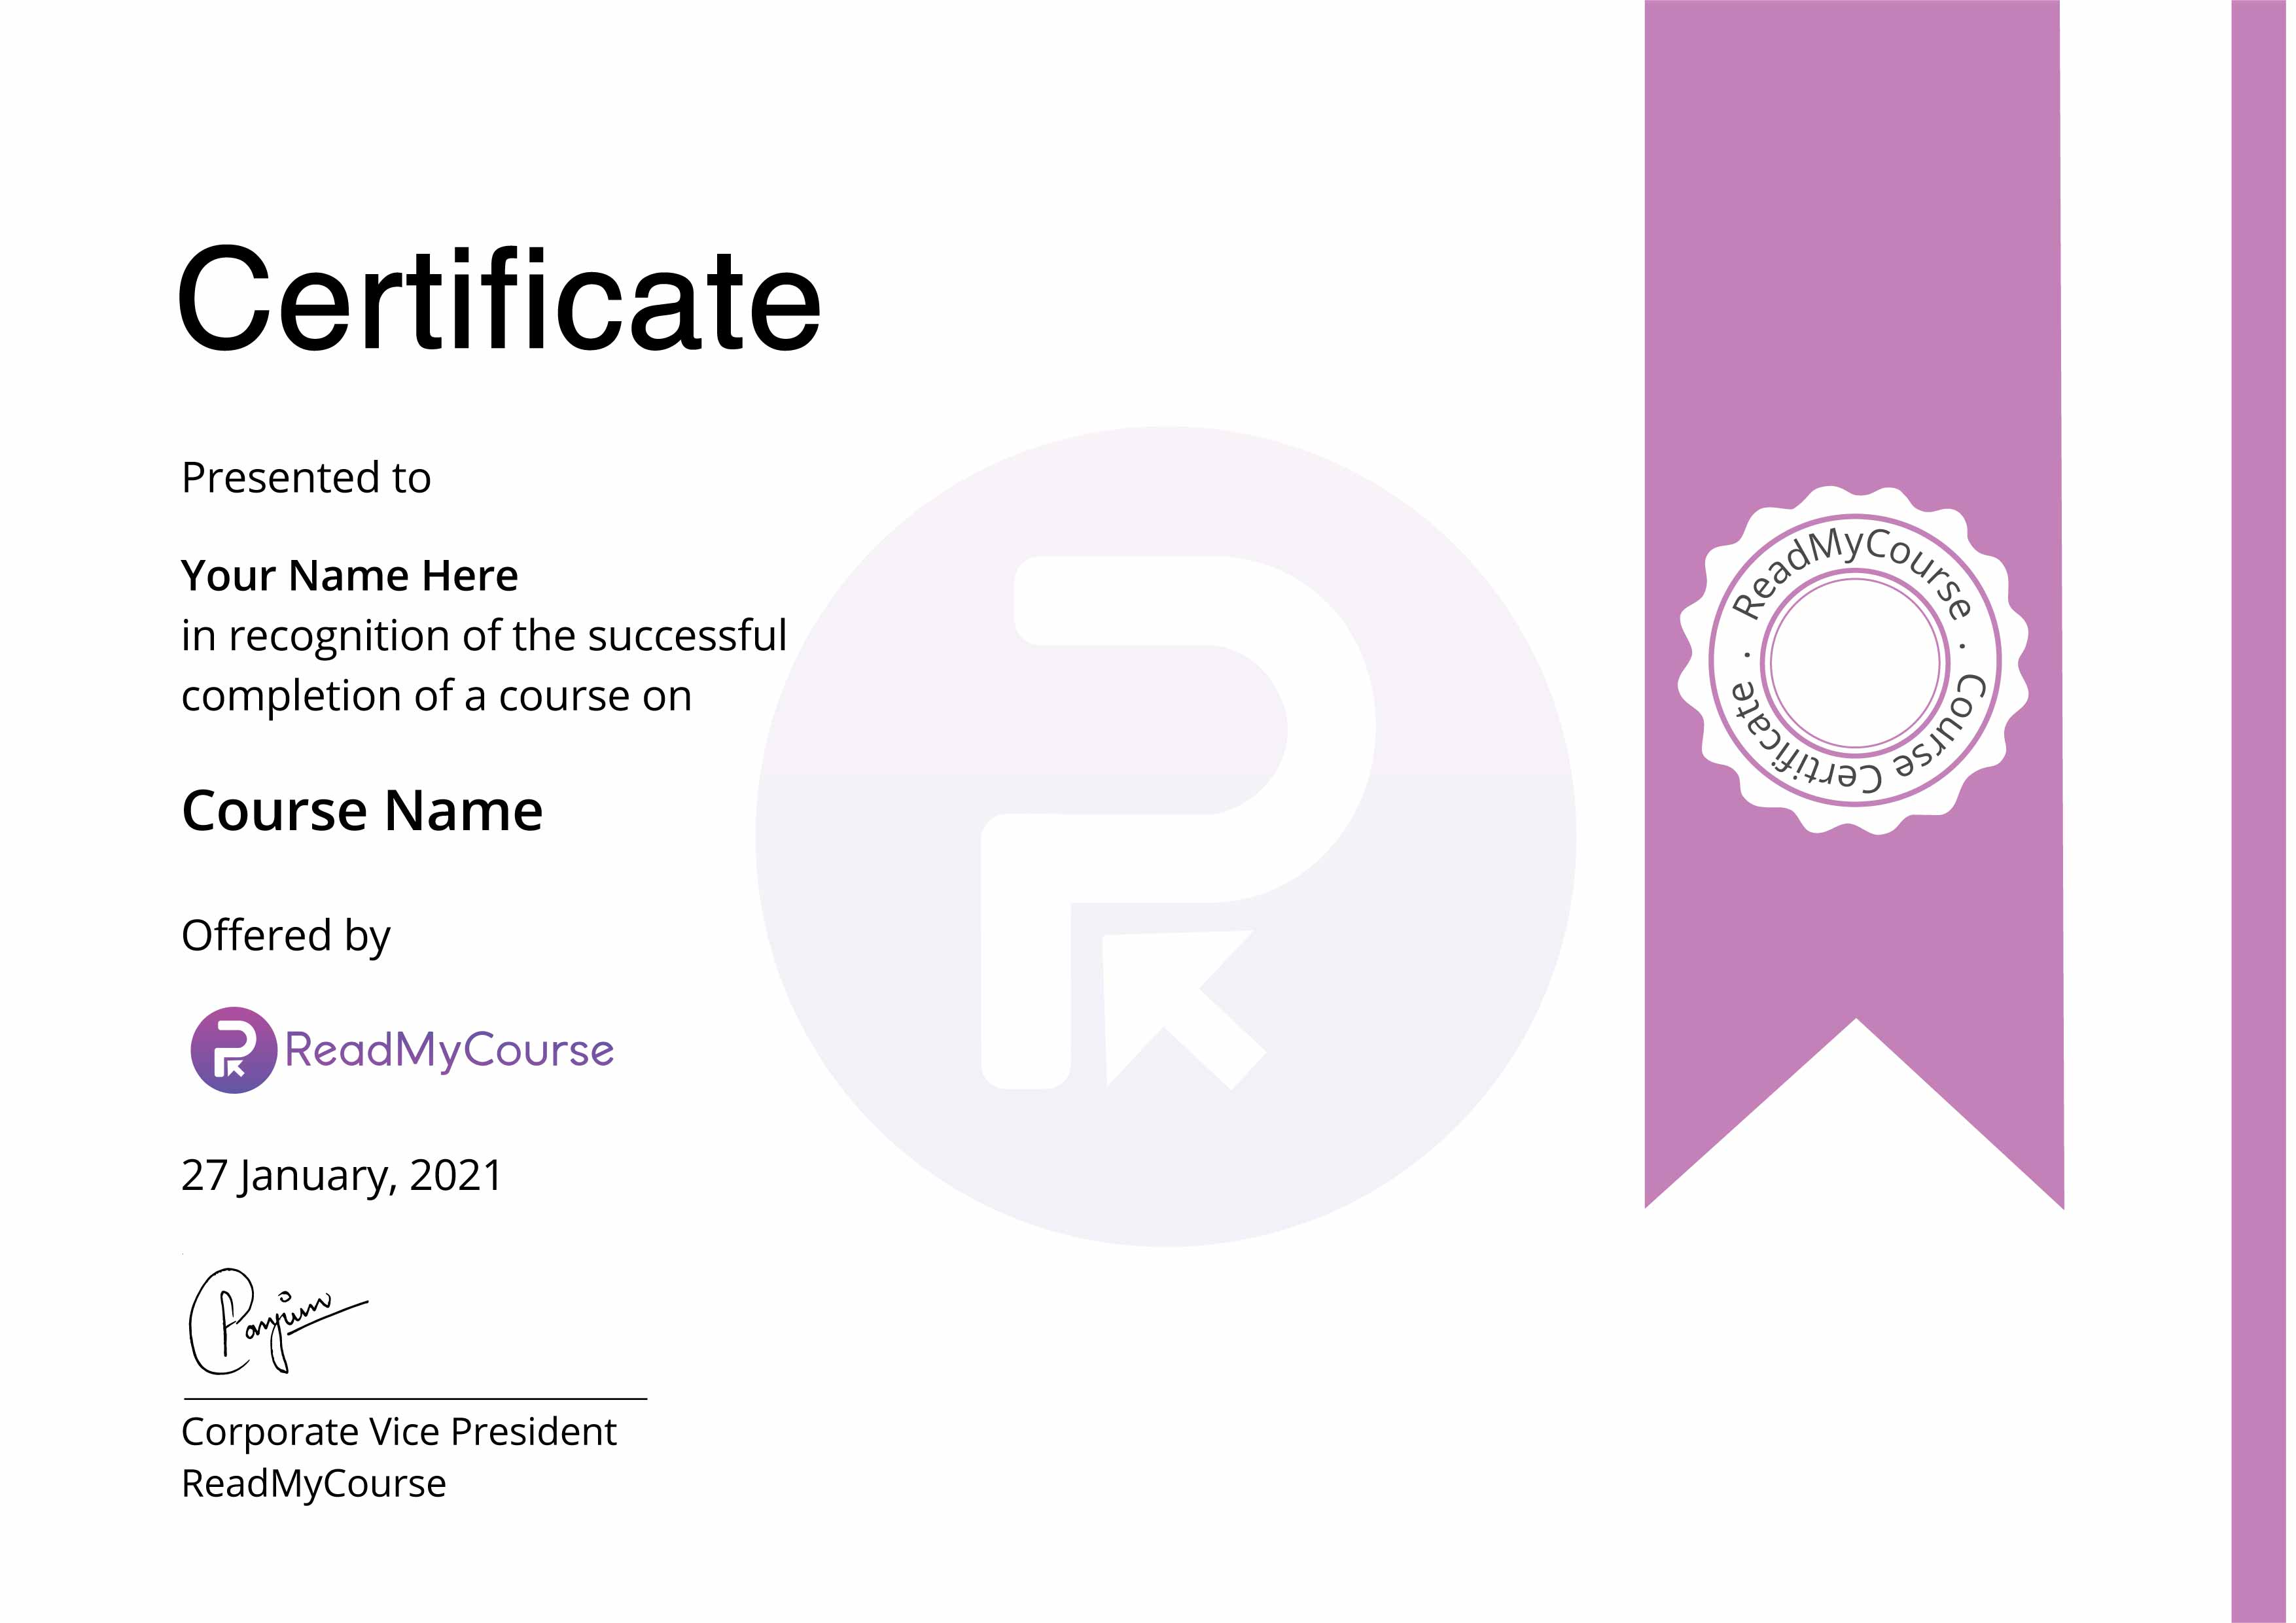 Certificate
Presented to
Your Name Here
in recognition of the successful
completion of a course on
Course Name
Offered by
ReadMyCourse
27 January, 2021
Corporate Vice President
ReadMyCourse
ReadMyCourse . Course Certificate .